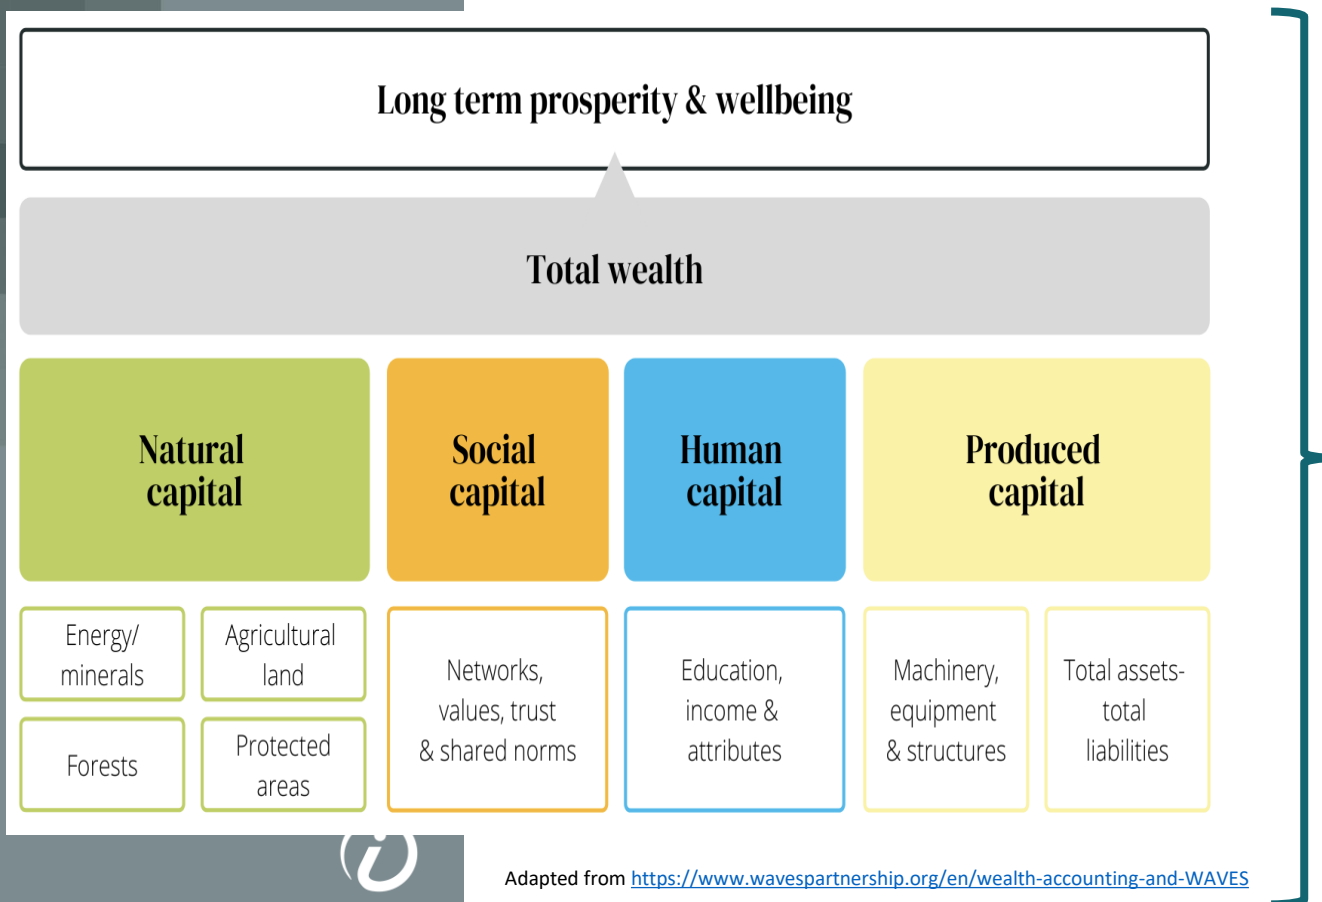 Long term prosperity & wellbeing
Total wealth
Natural
capital
Social
capital
Human
capital
Produced
capital
Energy/
minerals
Agricultural
land
Forests
Protected
areas
Networks,
values, trust
& shared norms
Education,
income &
attributes
Machinery,
equipment
& structures
Total assets-
total
liabilities
Adapted from https://www.wavespartnership.org/en/wealth-accounting-and-WAVES